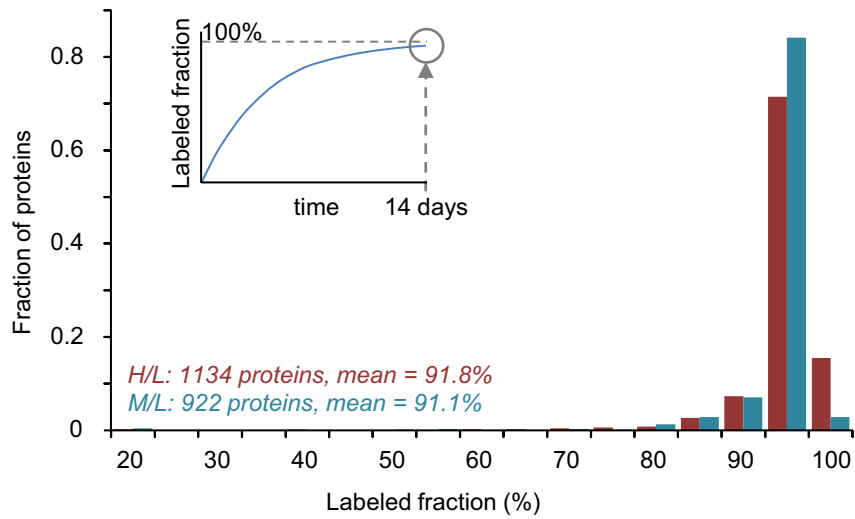 100%
Labeled fraction
time
14 days
Fraction of proteins
0.8
0.6
0.4
0.2
0
H/L: 1134 proteins, mean = 91.8%
M/L: 922 proteins, mean = 91.1%
20 30 40 50 60 70 80 90 100
Labeled fraction (%)